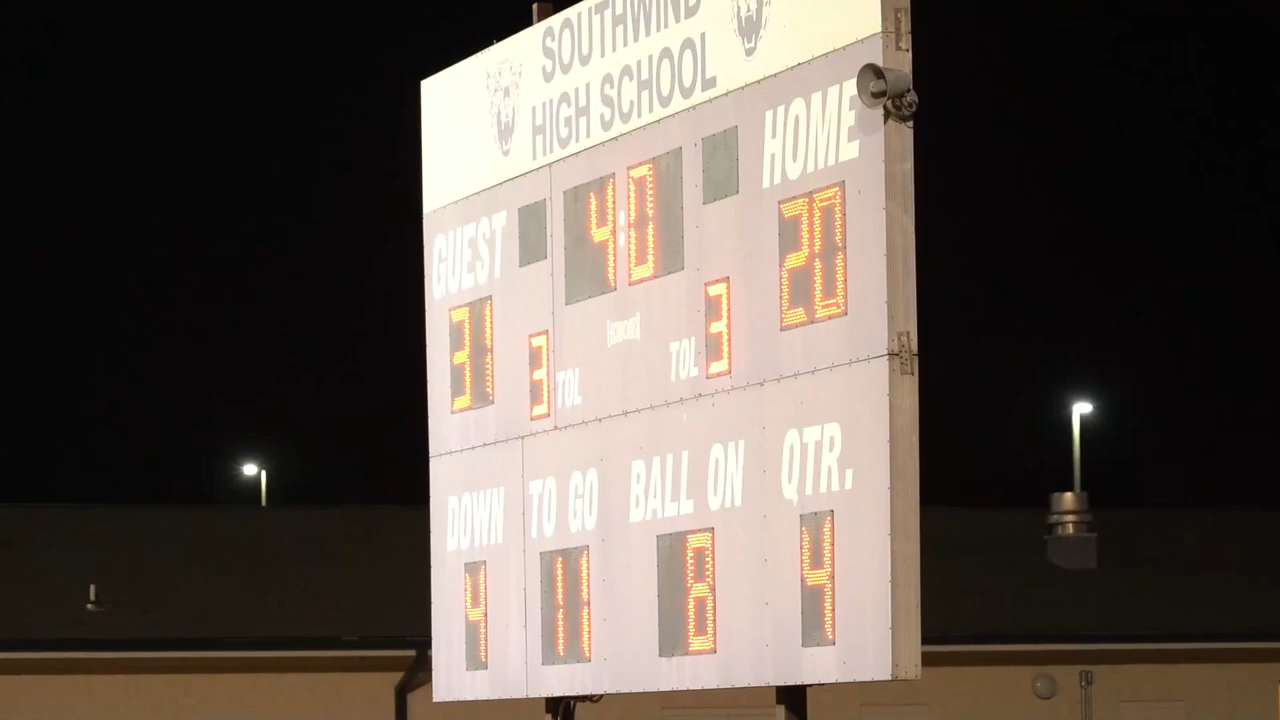 SOUTHWIND
HIGH SCHOOL
GUEST
4:0
HOME
31
3
TOL
TOL
3
20
DOWN
TO GO
BALL ON
QTR.
4
11
8
4